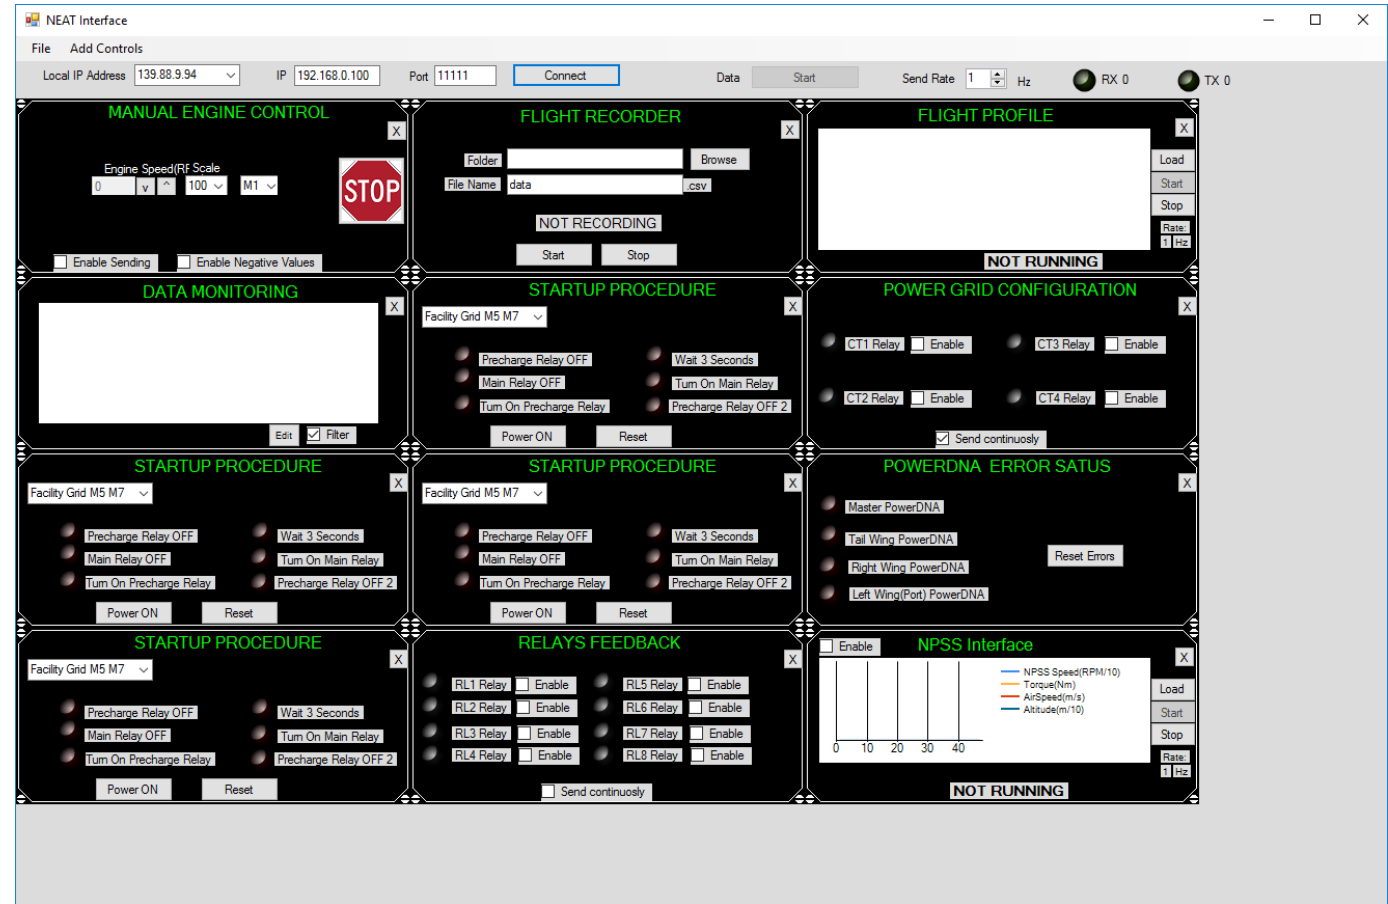 NEAT Interface
File Add Controls
Local IP Address 139.88.9.94 IP 192.168.0.100 Port 11111 Connect Data Start Send Rate 1 Hz RX 0 TX 0
MANUAL ENGINE CONTROL
X
Engine Speed(RF Scale
0 v ^ 100 M1
STOP
Enable Sending Enable Negative Values
FLIGHT RECORDER
X
Folder Browse
File Name data .csv
NOT RECORDING
Start Stop
FLIGHT PROFILE
X
Load
Start
Stop
Rate:
1 Hz
NOT RUNNING
DATA MONITORING
X
Edit Filter
STARTUP PROCEDURE
X
Facility Grid M5 M7
Precharge Relay OFF Wait 3 Seconds
Main Relay OFF Turn On Main Relay
Turn On Precharge Relay Precharge Relay OFF 2
Power ON Reset
POWER GRID CONFIGURATION
X
CT1 Relay Enable CT3 Relay Enable
CT2 Relay Enable CT4 Relay Enable
Send continuosly
STARTUP PROCEDURE
X
Facility Grid M5 M7
Precharge Relay OFF Wait 3 Seconds
Main Relay OFF Turn On Main Relay
Turn On Precharge Relay Precharge Relay OFF 2
Power ON Reset
STARTUP PROCEDURE
X
Facility Grid M5 M7
Precharge Relay OFF Wait 3 Seconds
Main Relay OFF Turn On Main Relay
Turn On Precharge Relay Precharge Relay OFF 2
Power ON Reset
POWERDNA ERROR SATUS
X
Master PowerDNA
Tail Wing PowerDNA
Reset Errors
Right Wing PowerDNA
Left Wing(Port) PowerDNA
STARTUP PROCEDURE
X
Facility Grid M5 M7
Precharge Relay OFF Wait 3 Seconds
Main Relay OFF Turn On Main Relay
Turn On Precharge Relay Precharge Relay OFF 2
Power ON Reset
RELAYS FEEDBACK
X
RL1 Relay Enable RL5 Relay Enable
RL2 Relay Enable RL6 Relay Enable
RL3 Relay Enable RL7 Relay Enable
RL4 Relay Enable RL8 Relay Enable
Send continuosly
Enable NPSS Interface
X
NPSS Speed(RPM/10)
Torque(Nm)
AirSpeed(m/s)
Altitude(m/10)
0 10 20 30 40
Load
Start
Stop
Rate:
1 Hz
NOT RUNNING